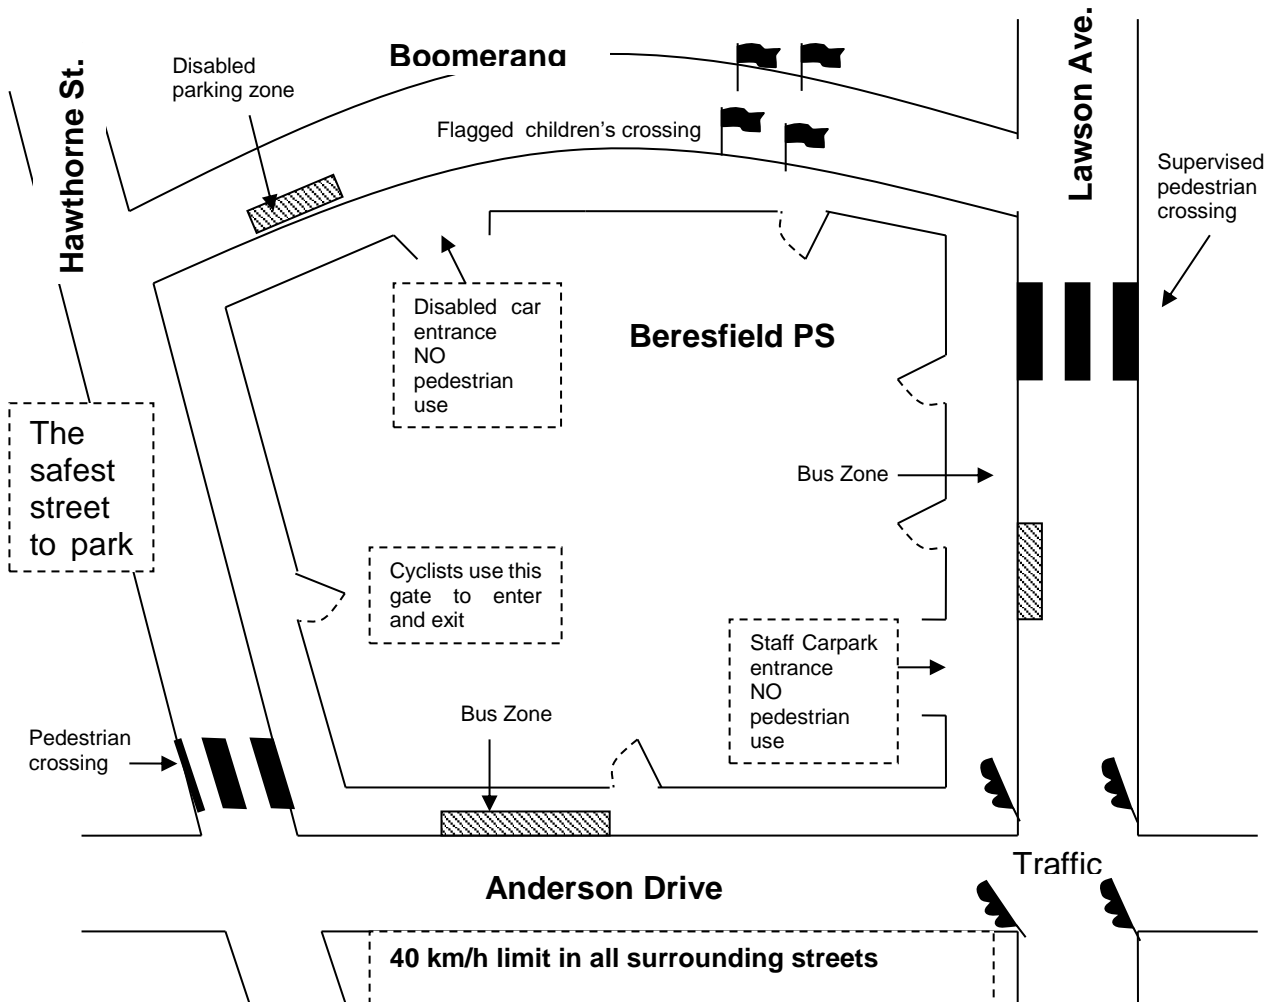 Boomerang
Lawson Ave.
Hawthorne St.
Disabled
parking zone
Flagged children's crossing
Supervised
pedestrian
crossing
Disabled car
entrance
NO
pedestrian
use
Beresfield PS
The
safest
street
to park
Bus Zone
Cyclists use this
gate to enter
and exit
Staff Carpark
entrance
NO
pedestrian
use
Bus Zone
Pedestrian
crossing
Traffic
Anderson Drive
40 km/h limit in all surrounding streets